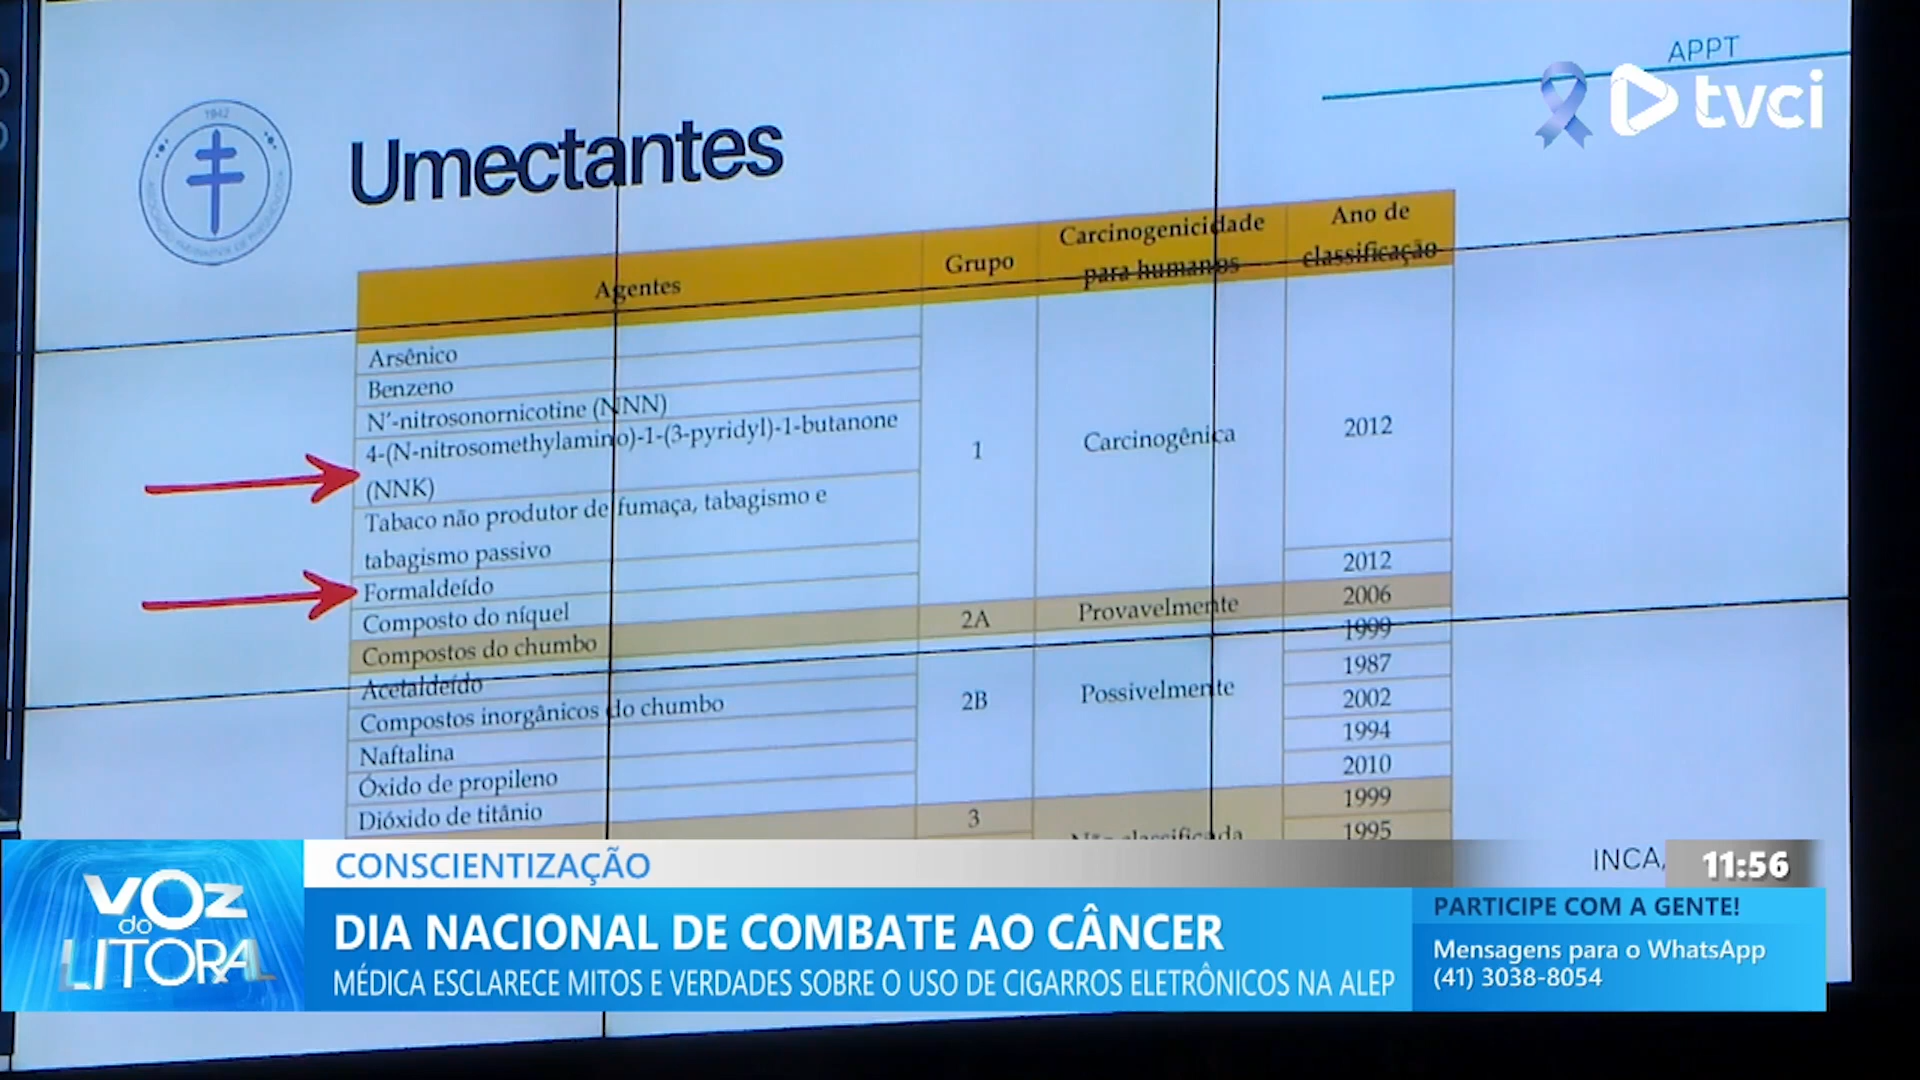 APPT
tvci
1942
Umectantes
Agentes
Grupo
Carcinogenicidade
para humanos
Ano de
classificação
Arsênico
Benzeno
N'-nitrosonornicotine (NNN)
4-(N-nitrosomethylamino)-1-(3-pyridyl)-1-butanone
(NNK)
Tabaco não produtor de fumaça, tabagismo e
tabagismo passivo
Formaldeído
Composto do níquel
1
Carcinogênica
2012
2012
Compostos do chumbo
2A
Provavelmente
2006
Acetaldeído
Compostos inorgânicos do chumbo
Naftalina
Óxido de propileno
Dióxido de titânio
2B
Possivelmente
1999
1987
2002
1994
2010
3
Não classificada
1999
1995
INCA,
11:56
VOZ
do
LITORAL
CONSCIENTIZAÇÃO
DIA NACIONAL DE COMBATE AO CÂNCER
MÉDICA ESCLARECE MITOS E VERDADES SOBRE O USO DE CIGARROS ELETRÔNICOS NA ALEP
PARTICIPE COM A GENTE!
Mensagens para o WhatsApp
(41) 3038-8054